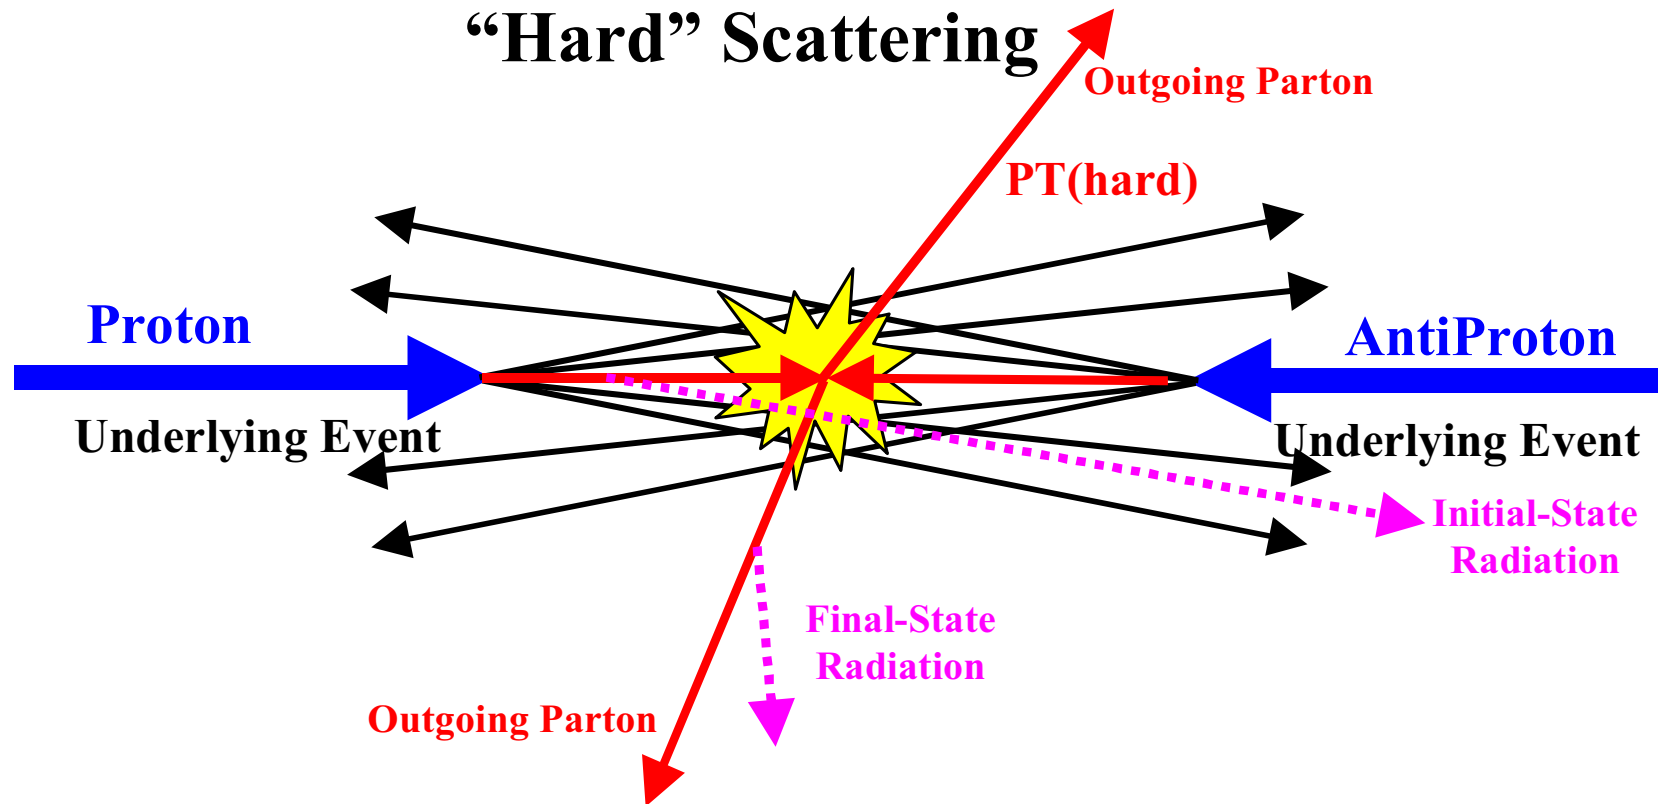 “Hard” Scattering
Outgoing Parton
PT(hard)
Proton
AntiProton
Underlying Event
Underlying Event
Initial-State
Radiation
Final-State
Radiation
Outgoing Parton